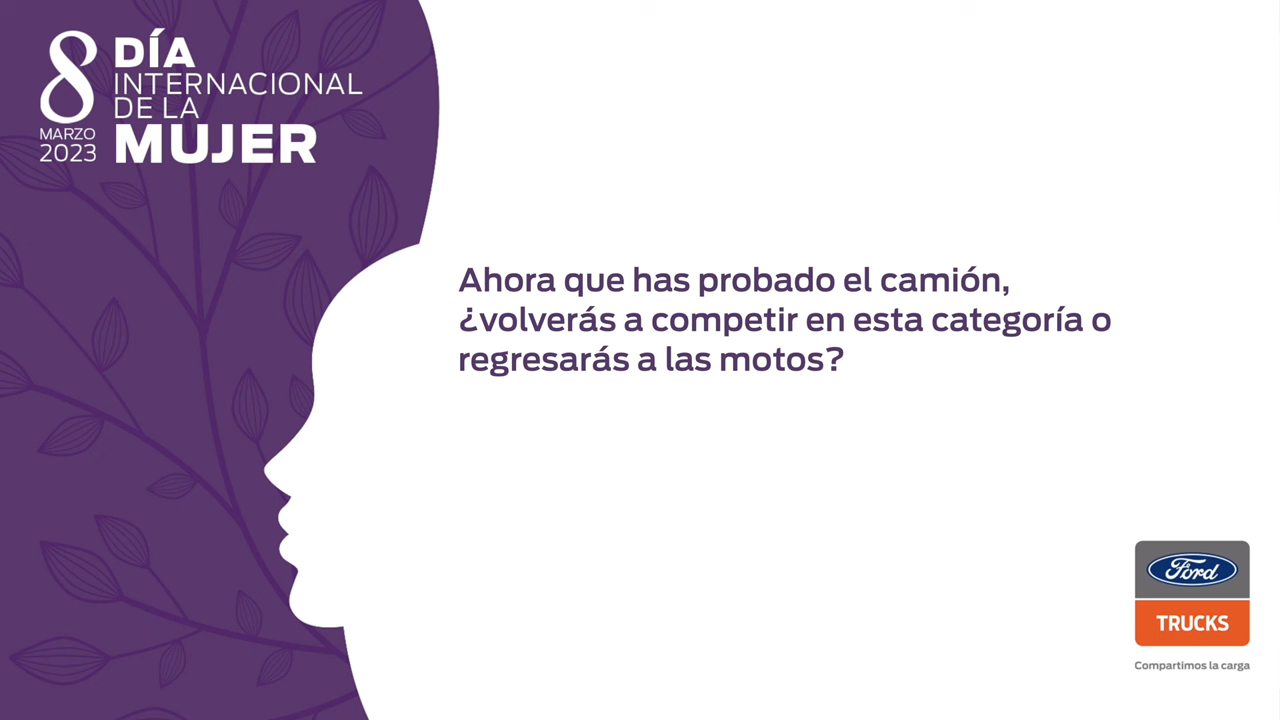 8
MARZO
2023
DÍA
INTERNACIONAL
DE LA
MUJER
Ahora que has probado el camión,
¿volverás a competir en esta categoría o
regresarás a las motos?
Ford
TRUCKS
Compartimos la carga